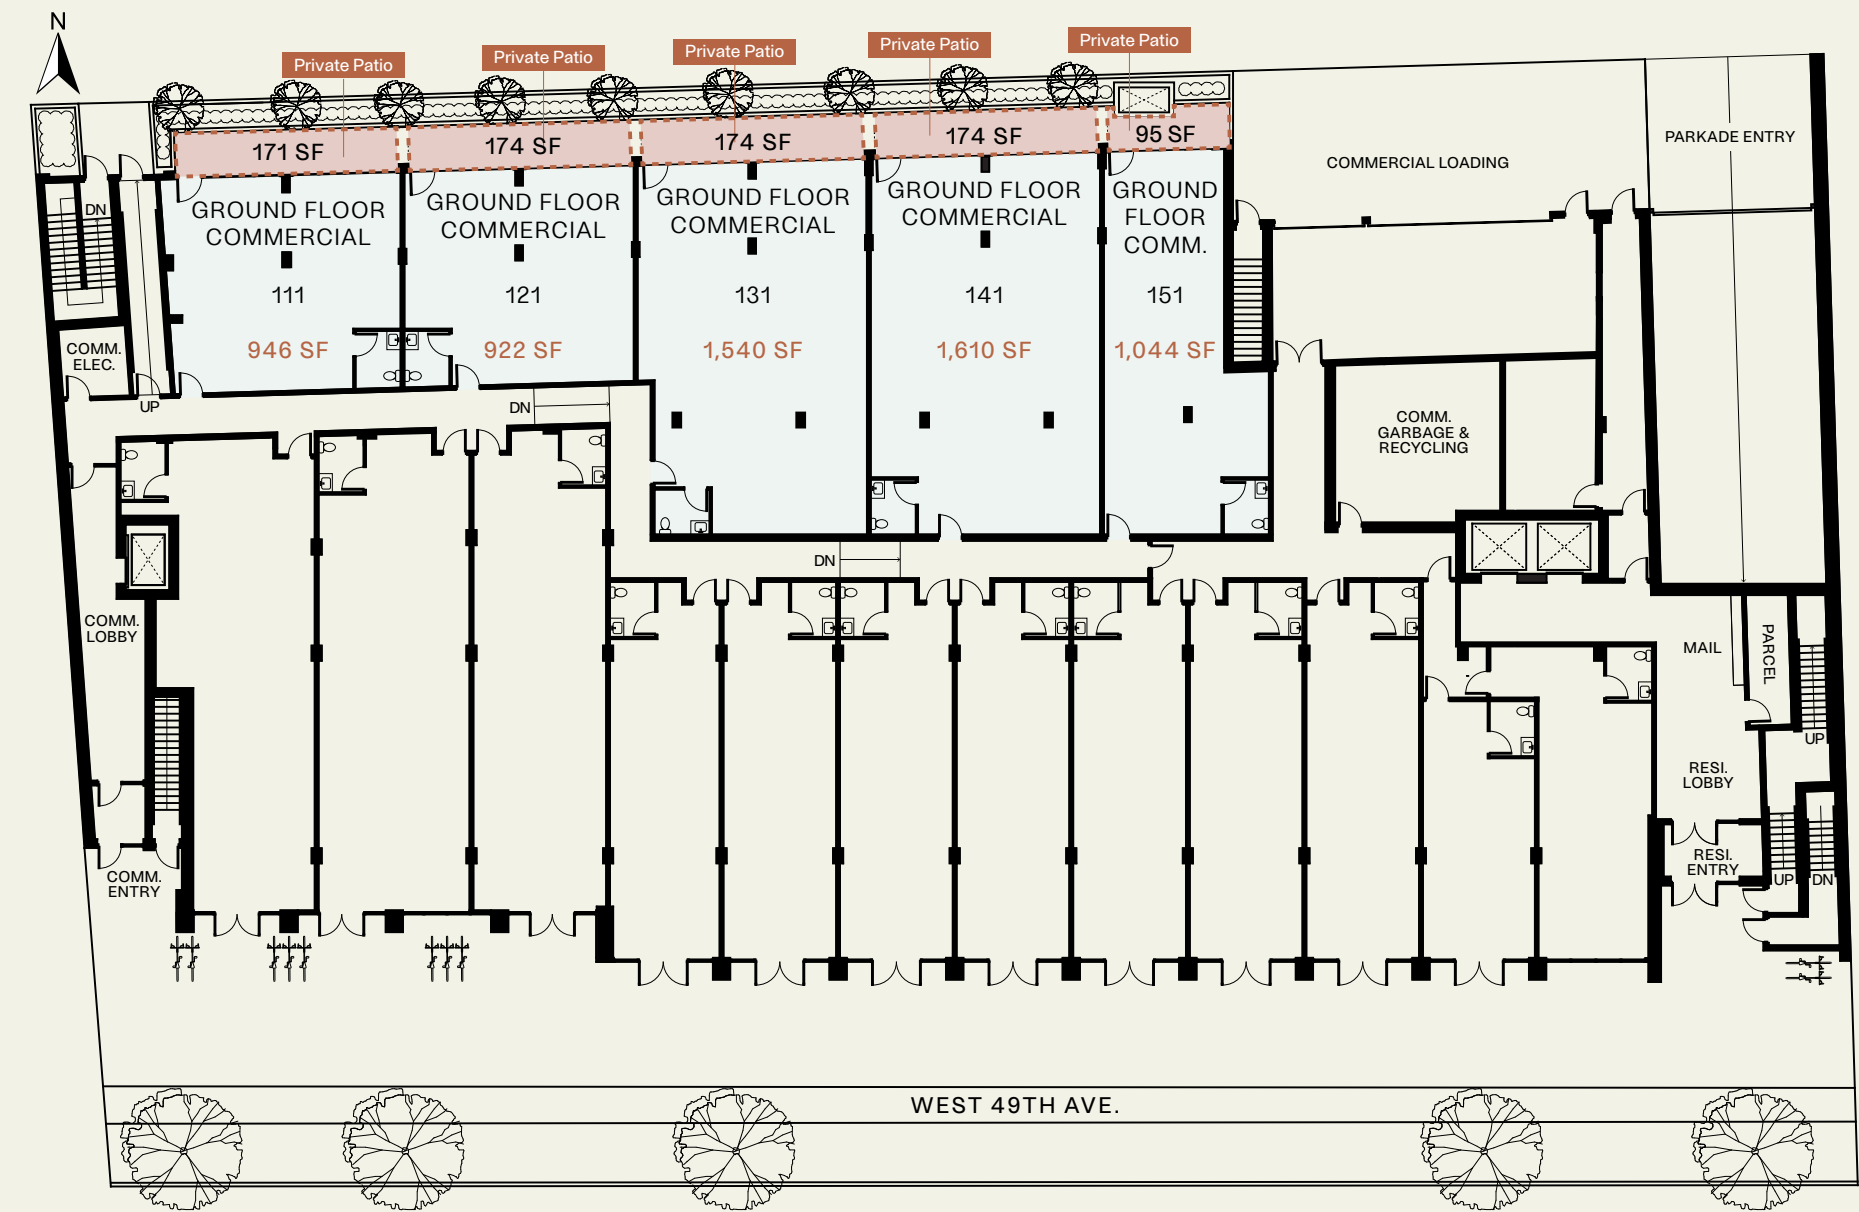 N
Private Patio
Private Patio
Private Patio
Private Patio
Private Patio
171 SF
174 SF
174 SF
174 SF
95 SF
GROUND FLOOR
COMMERCIAL
111
946 SF
GROUND FLOOR
COMMERCIAL
121
922 SF
GROUND FLOOR
COMMERCIAL
131
1,540 SF
GROUND FLOOR
COMMERCIAL
141
1,610 SF
GROUND
FLOOR
COMM.
151
1,044 SF
COMMERCIAL LOADING
PARKADE ENTRY
DN
COMM.
ELEC.
UP
DN
COMM.
GARBAGE &
RECYCLING
DN
COMM.
LOBBY
MAIL
PARCEL
UP
RESI.
LOBBY
COMM.
ENTRY
RESI.
ENTRY
UP
DN
WEST 49TH AVE.